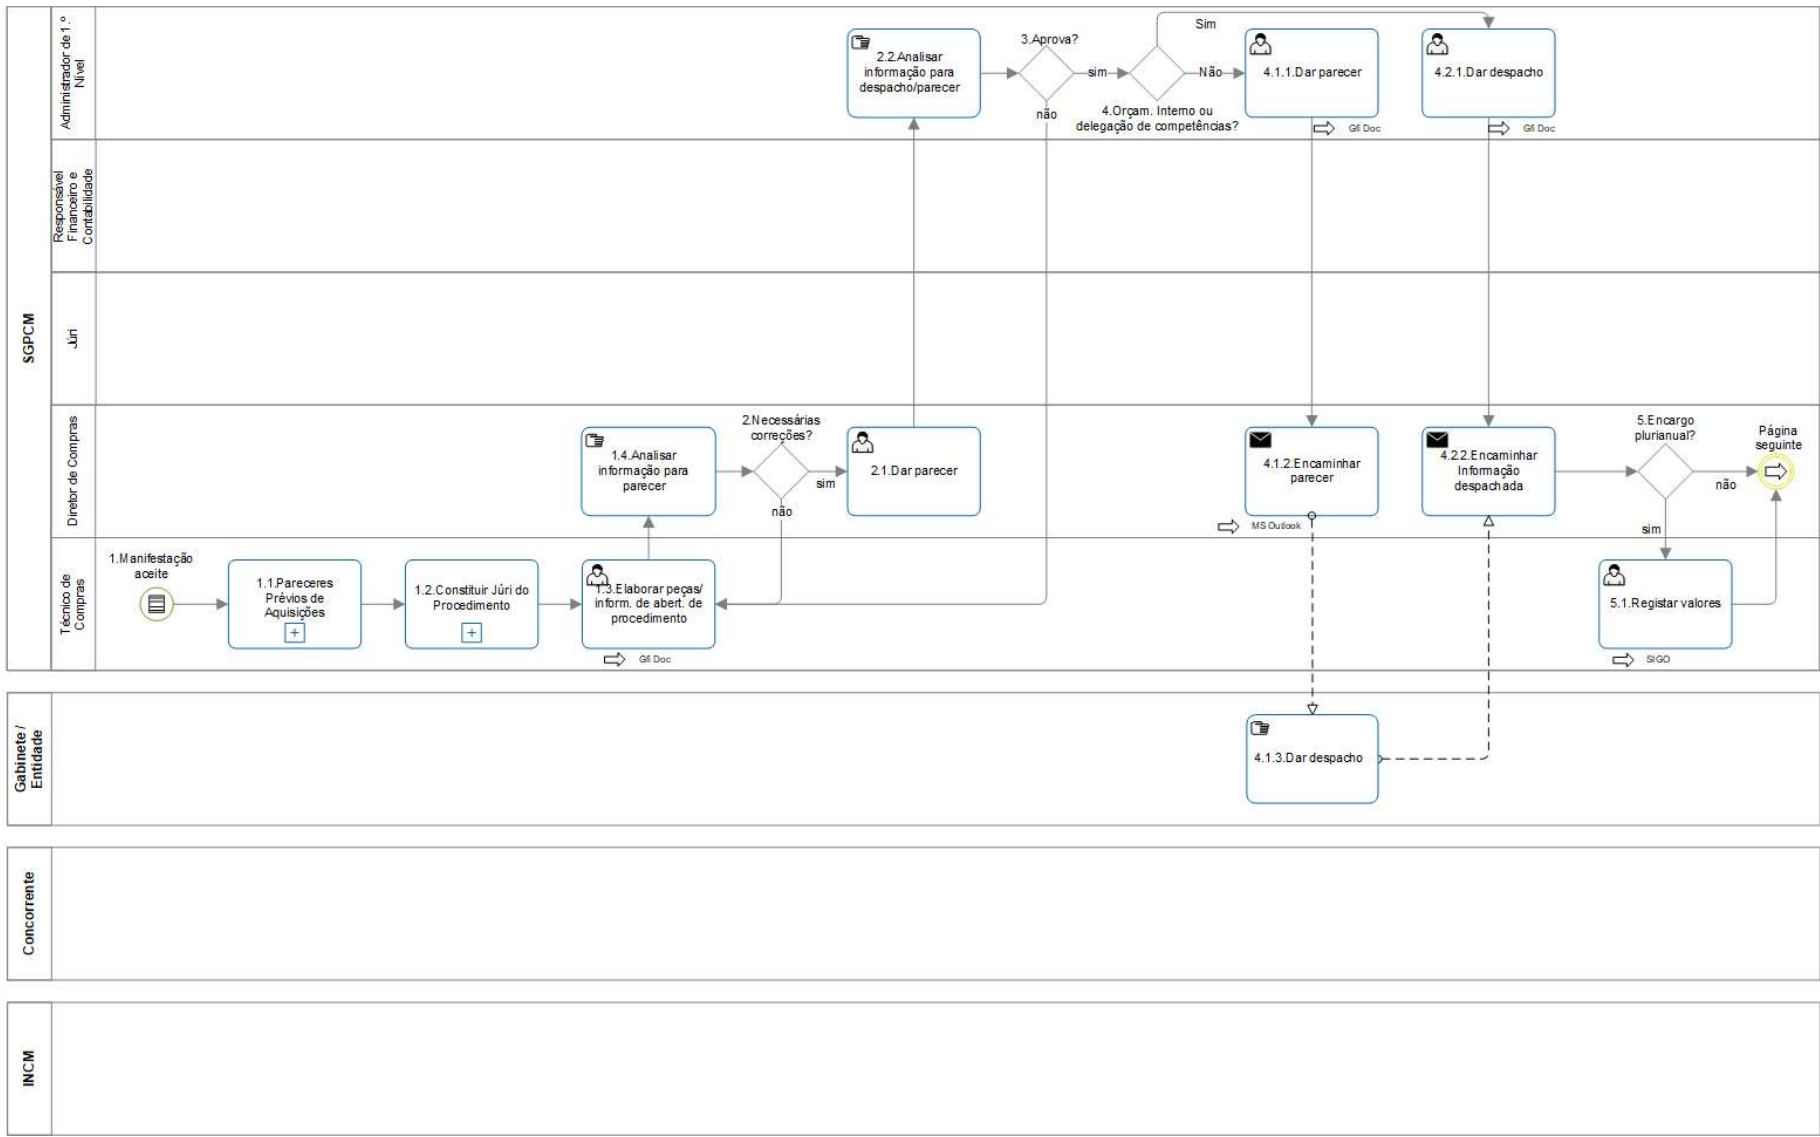 SGPCM
Administrador de 1.º
Nível
2.2.Analisar
informação para
despacho/parecer
3.Aprova?
sim
não
4.Orçam. Interno ou
delegação de competências?
Sim
Não
4.1.1.Dar parecer
Gfi Doc
4.2.1.Dar despacho
Gfi Doc
Responsável
Financeiro e
Contabilidade
Júri
Diretor de Compras
1.4.Analisar
informação para
parecer
2.Necessárias
correções?
sim
não
2.1.Dar parecer
4.1.2.Encaminhar
parecer
MS Outlook
4.2.2.Encaminhar
Informação
despachada
5.Encargo
plurianual?
não
sim
Página
seguinte
Técnico de
Compras
1.Manifestação
aceite
1.1.Pareceres
Prévios de
Aquisições
1.2.Constituir Júri do
Procedimento
1.3.Elaborar peças/
inform. de abert. de
procedimento
Gfi Doc
5.1.Registar valores
SIGO
Gabinete /
Entidade
4.1.3.Dar despacho
Concorrente
INCM